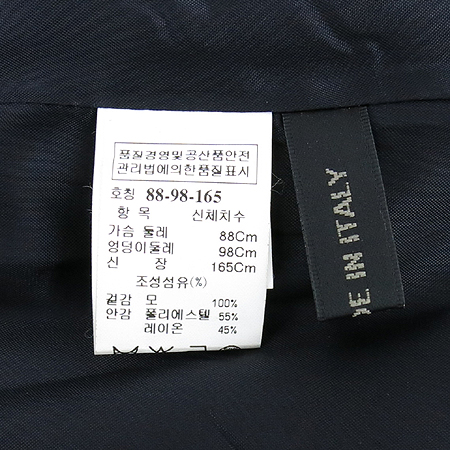 품질경영및공산품안전
관리법에의한품질표시
호칭 88-98-165
항 목 신체치수
가슴 둘레 88Cm
엉덩이둘레 98Cm
신 장 165Cm
조성섬유(%)
겉감 모 100%
안감 폴리에스텔 55%
레이온 45%
DE IN ITALY